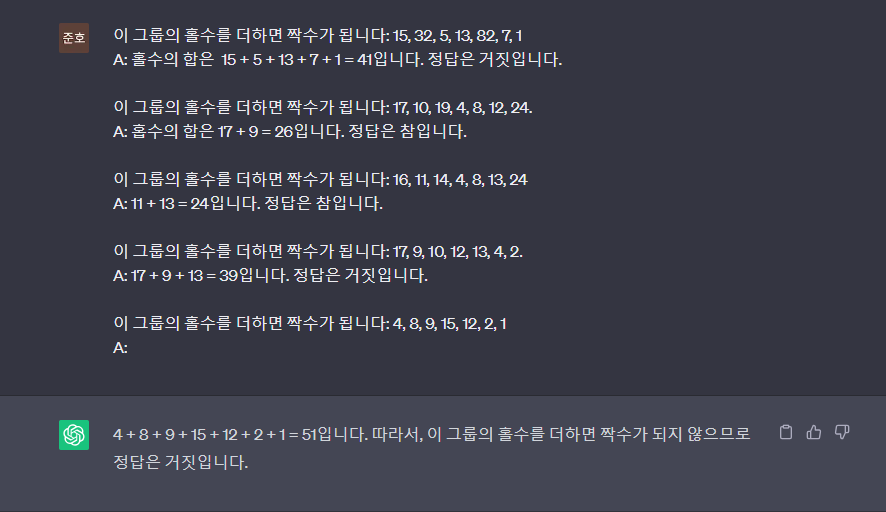 준호
이 그룹의 홀수를 더하면 짝수가 됩니다: 15, 32, 5, 13, 82, 7, 1
A: 홀수의 합은 15 + 5 + 13 + 7 + 1 = 41입니다. 정답은 거짓입니다.
이 그룹의 홀수를 더하면 짝수가 됩니다: 17, 10, 19, 4, 8, 12, 24.
A: 홉수의 합은 17 + 9 = 26입니다. 정답은 참입니다.
이 그룹의 홀수를 더하면 짝수가 됩니다: 16, 11, 14, 4, 8, 13, 24
A: 11 + 13 = 24입니다. 정답은 참입니다.
이 그룹의 홀수를 더하면 짝수가 됩니다: 17, 9, 10, 12, 13, 4, 2.
A: 17 + 9 + 13 = 39입니다. 정답은 거짓입니다.
이 그룹의 홀수를 더하면 짝수가 됩니다: 4, 8, 9, 15, 12, 2, 1
A:
4 + 8 + 9 + 15 + 12 + 2 + 1 = 51입니다. 따라서, 이 그룹의 홀수를 더하면 짝수가 되지 않으므로
정답은 거짓입니다.